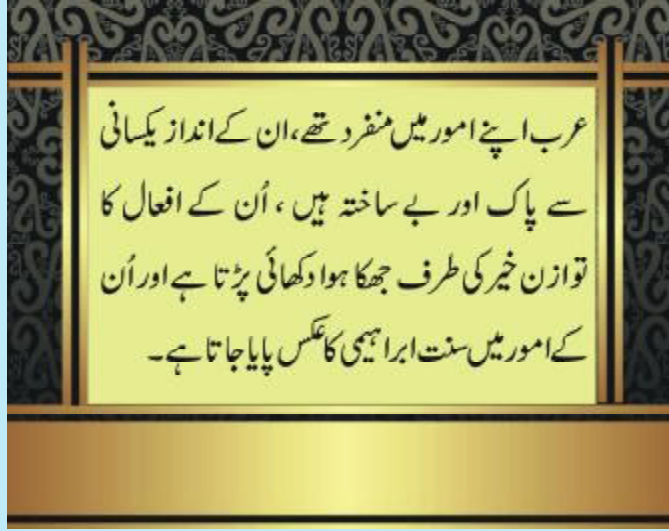 عرب اپنے امور میں منفرد تھے، ان کے انداز یکسانی
سے پاک اور بے ساختہ ہیں ، اُن کے افعال کا
توازن خیر کی طرف جھکا ہوا دکھائی پڑتا ہے اور اُن
کے امور میں سنت ابراہیمی کا عکس پایا جاتا ہے۔